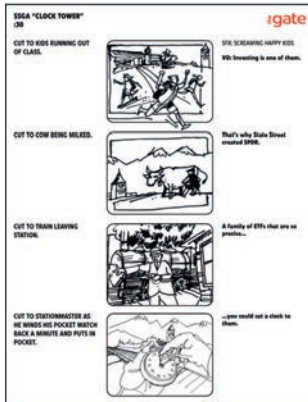 SSGA "CLOCK TOWER"
:30
thegate
CUT TO KIDS RUNNING OUT
OF CLASS.
SFX: SCREAMING HAPPY KIDS
VO: Investing is one of them.
CUT TO COW BEING MILKED.
That's why State Street
created SPDR.
CUT TO TRAIN LEAVING
STATION.
A family of ETFs that are so
precise...
CUT TO STATIONMASTER AS
HE WINDS HIS POCKET WATCH
BACK A MINUTE AND PUTS IN
POCKET.
...you could set a clock to
them.